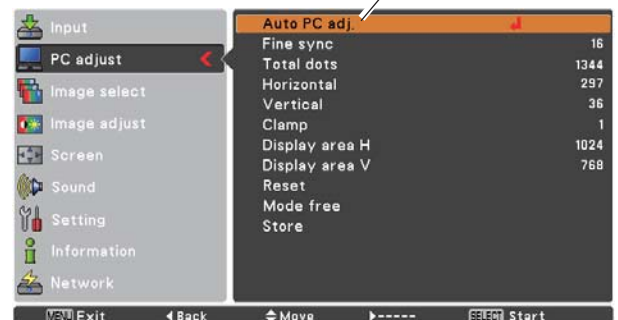 Input
PC adjust
Image select
Image adjust
Screen
Sound
Setting
Information
Network
Auto PC adj.
Fine sync 16
Total dots 1344
Horizontal 297
Vertical 36
Clamp 1
Display area H 1024
Display area V 768
Reset
Mode free
Store
MENU Exit ◀Back ⬍Move ▶----- SELECT Start